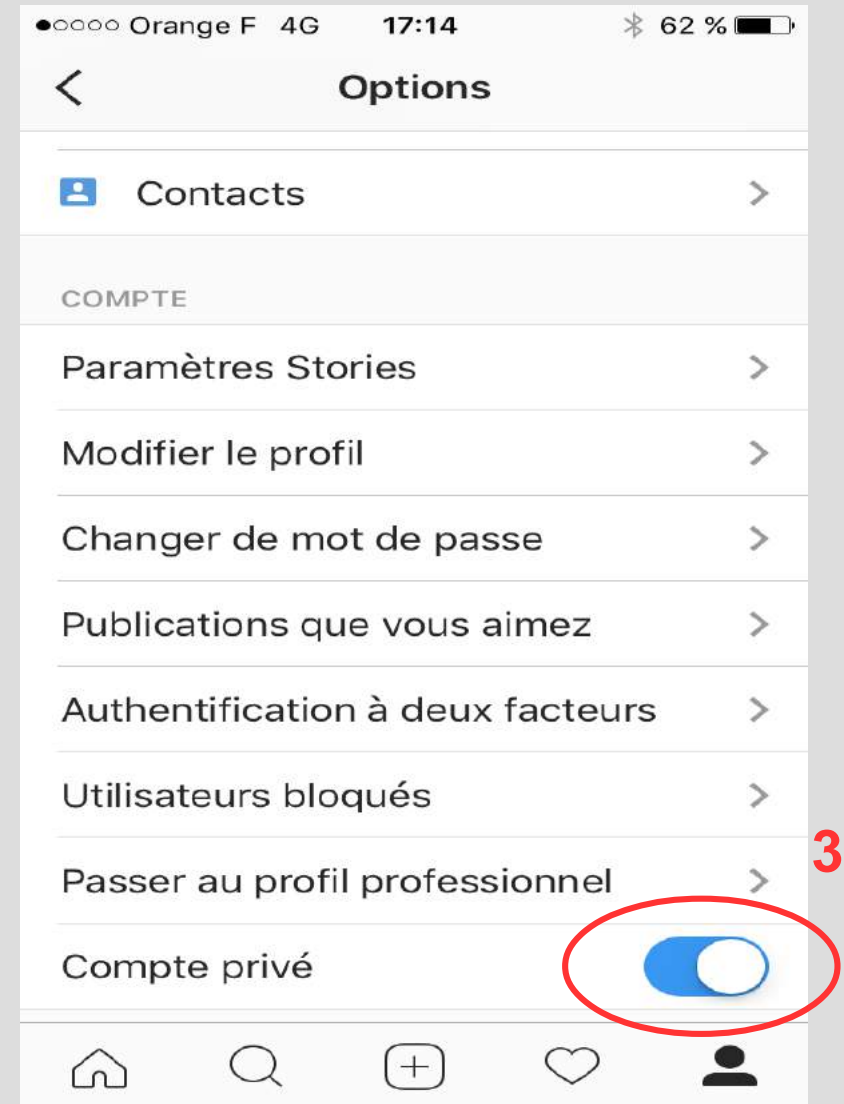 Orange F 4G 17:14 62 %
Options
Contacts
COMPTE
Paramètres Stories
Modifier le profil
Changer de mot de passe
Publications que vous aimez
Authentification à deux facteurs
Utilisateurs bloqués
3
Passer au profil professionnel
Compte privé